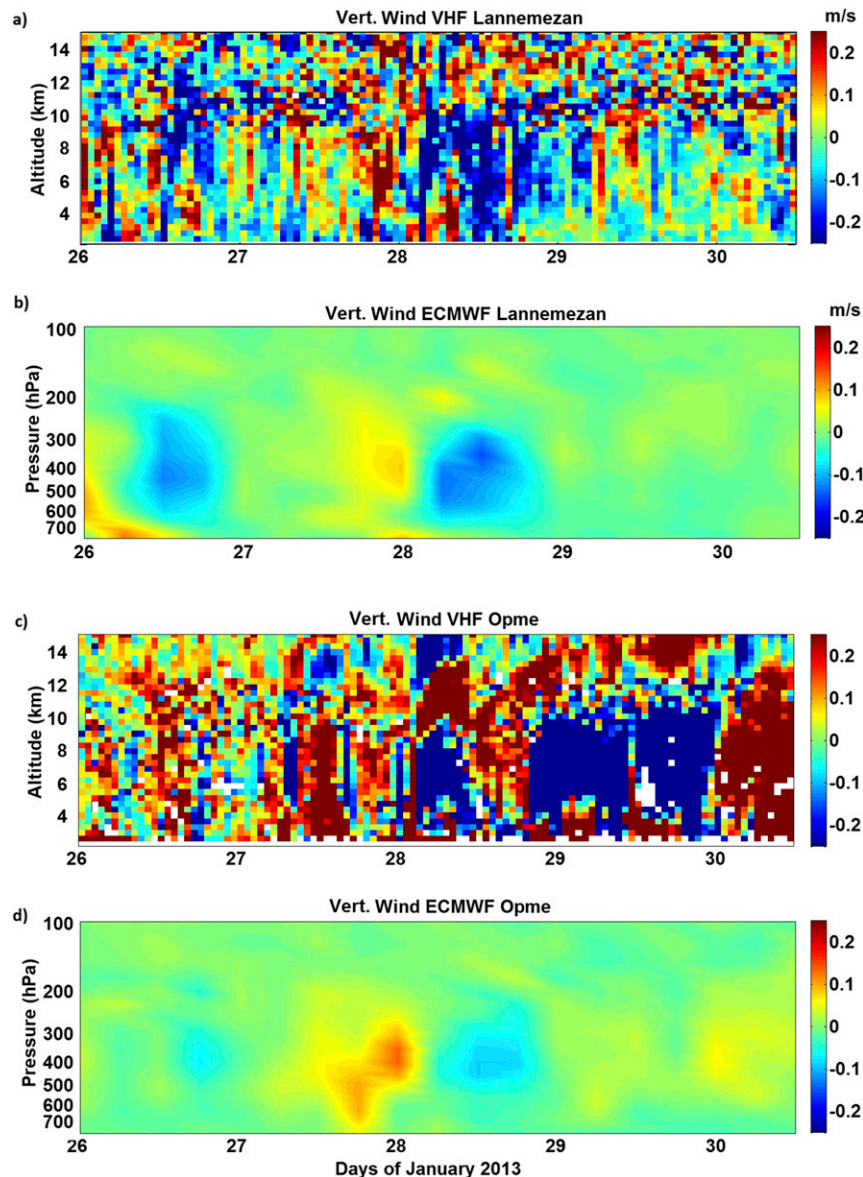 a)
Vert. Wind VHF Lannemezan
m/s
Altitude (km)
14
12
10
8
6
4
26 27 28 29 30
0.2
0.1
0
-0.1
-0.2
b)
Vert. Wind ECMWF Lannemezan
m/s
Pressure (hPa)
100
200
300
400
500
600
700
26 27 28 29 30
0.2
0.1
0
-0.1
-0.2
c)
Vert. Wind VHF Opme
Altitude (km)
14
12
10
8
6
4
26 27 28 29 30
0.2
0.1
0
-0.1
-0.2
d)
Vert. Wind ECMWF Opme
Pressure (hPa)
100
200
300
400
500
600
700
26 27 28 29 30
Days of January 2013
0.2
0.1
0
-0.1
-0.2